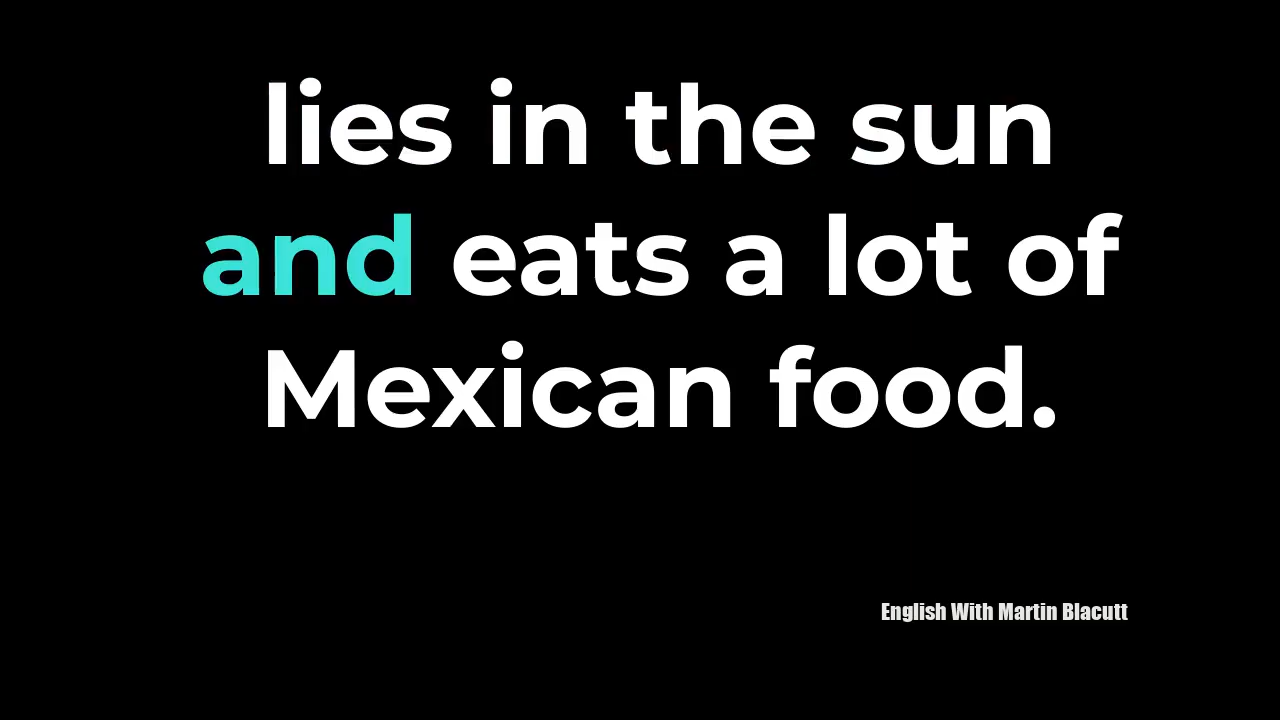 lies in the sun
and eats a lot of
Mexican food.
English With Martin Blacutt